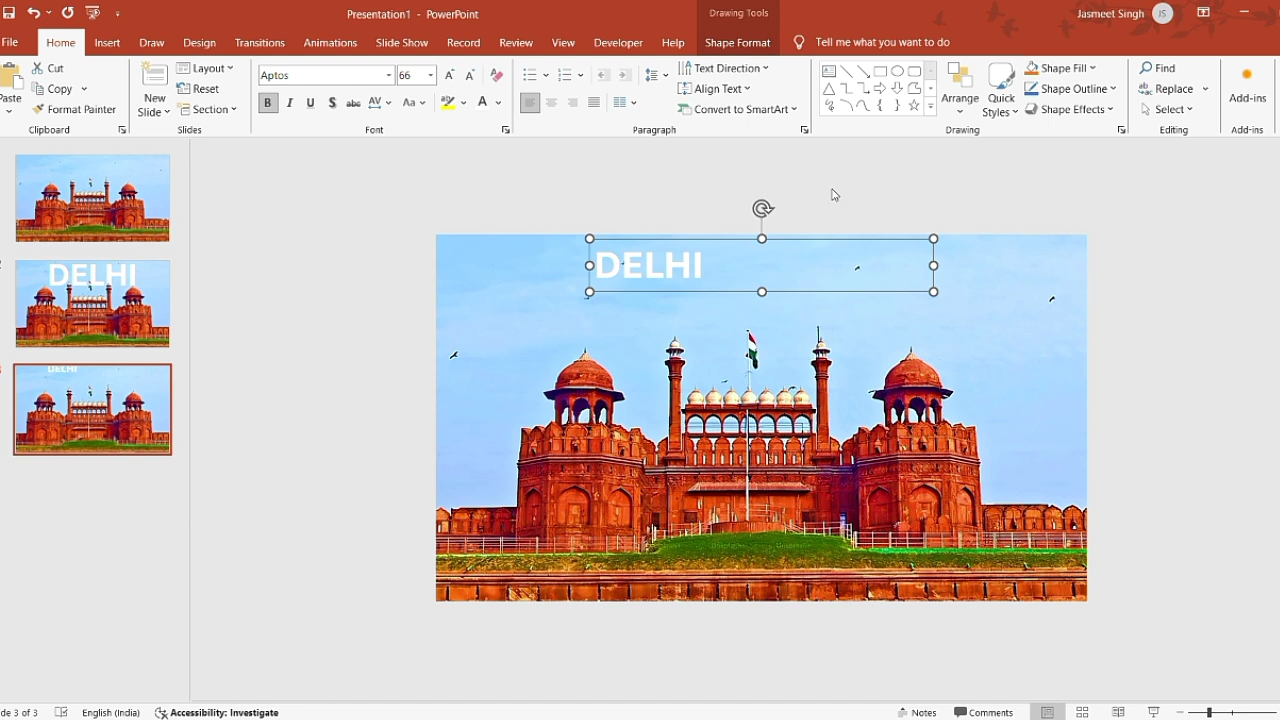 Presentation1 - PowerPoint
Drawing Tools
Jasmeet Singh
JS
File
Home
Insert
Draw
Design
Transitions
Animations
Slide Show
Record
Review
View
Developer
Help
Shape Format
Tell me what you want to do
Paste
Cut
Copy
Format Painter
Clipboard
New
Slide
Layout
Reset
Section
Slides
Aptos
66
B I U S abc AV Aa A
Font
Text Direction
Align Text
Convert to SmartArt
Paragraph
Arrange
Quick
Styles
Shape Fill
Shape Outline
Shape Effects
Drawing
Find
Replace
Select
Editing
Add-ins
Add-ins
DELHI
DELHI
DELHI
de 3 of 3
English (India)
Accessibility: Investigate
Notes
Comments